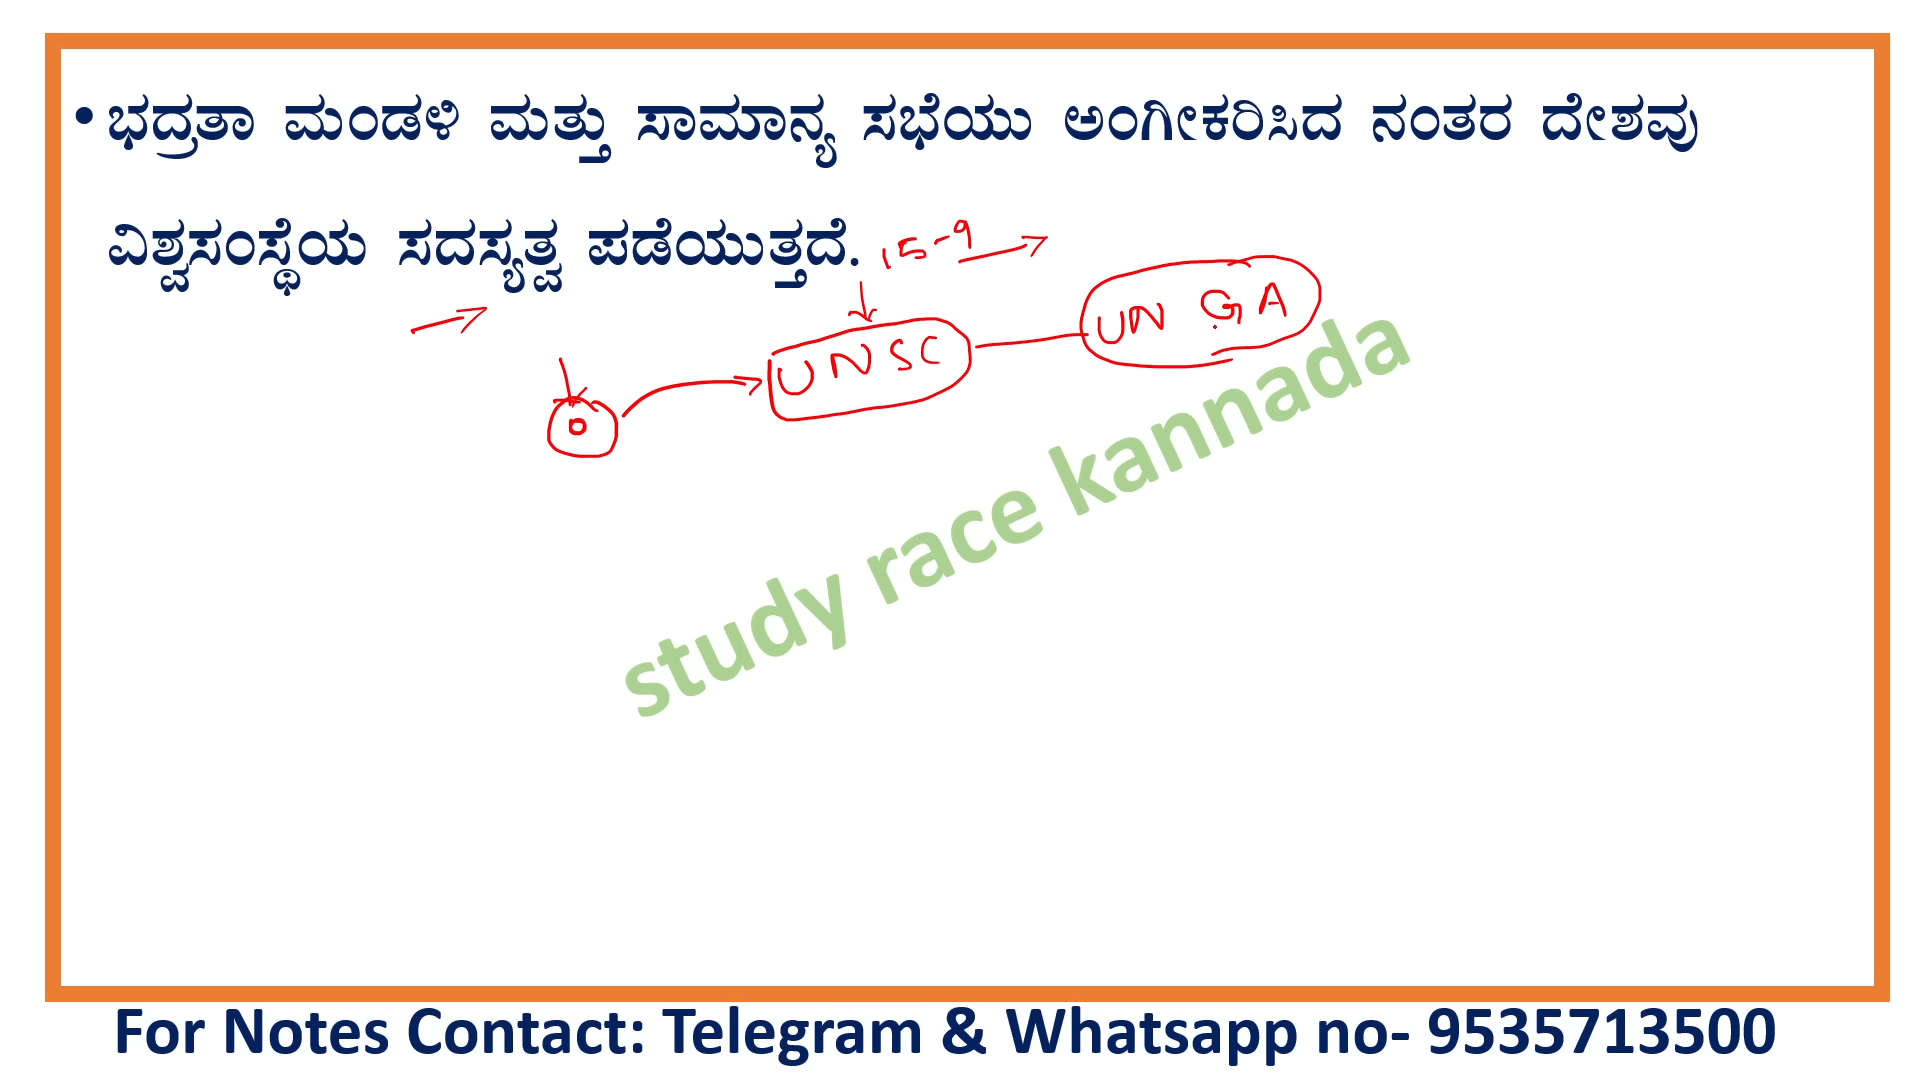 • ಭದ್ರತಾ ಮಂಡಳಿ ಮತ್ತು ಸಾಮಾನ್ಯ ಸಭೆಯು ಅಂಗೀಕರಿಸಿದ ನಂತರ ದೇಶವು
ವಿಶ್ವಸಂಸ್ಥೆಯ ಸದಸ್ಯತ್ವ ಪಡೆಯುತ್ತದೆ.
15-9
UNSC
UN GA
study race kannada
For Notes Contact: Telegram & Whatsapp no- 9535713500